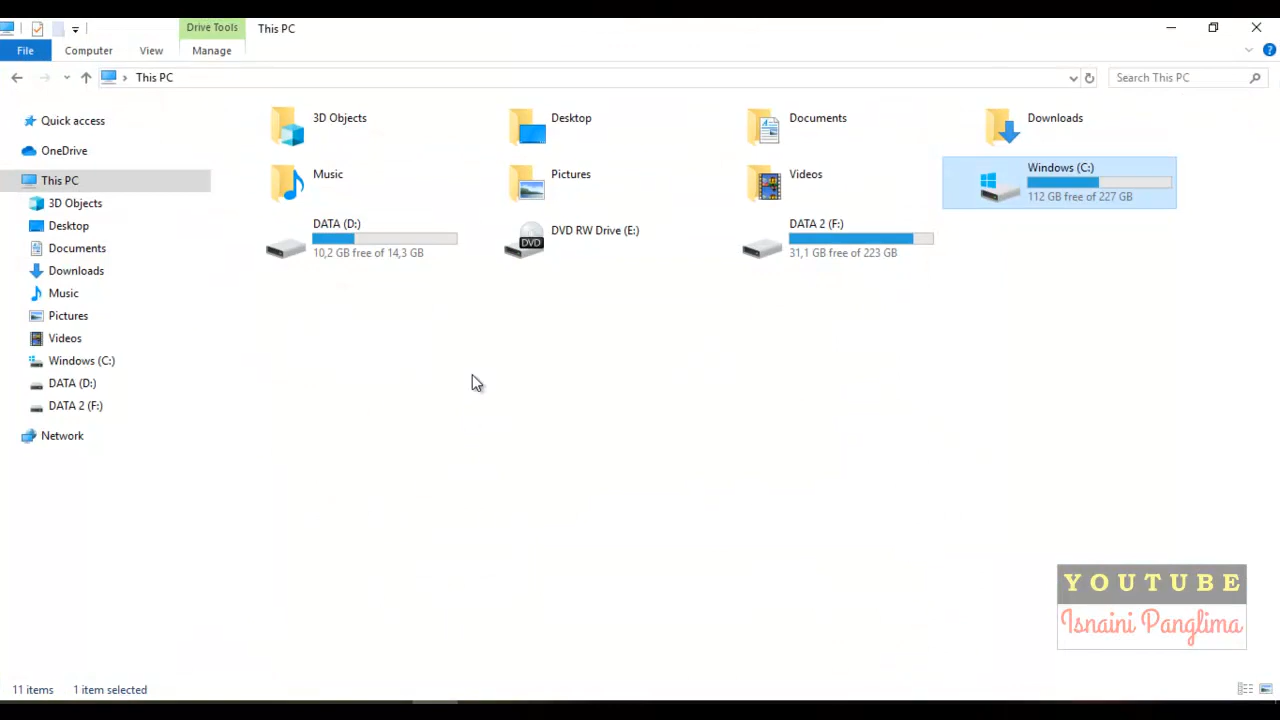 Drive Tools
This PC
File
Computer
View
Manage
This PC
Search This PC
Quick access
OneDrive
This PC
3D Objects
Desktop
Documents
Downloads
Music
Pictures
Videos
Windows (C:)
DATA (D:)
DATA 2 (F:)
Network
3D Objects
Desktop
Documents
Downloads
Music
Pictures
Videos
Windows (C:)
112 GB free of 227 GB
DATA (D:)
10,2 GB free of 14,3 GB
DVD
DVD RW Drive (E:)
DATA 2 (F:)
31,1 GB free of 223 GB
YOUTUBE
Isnaini Panglima
11 items
1 item selected